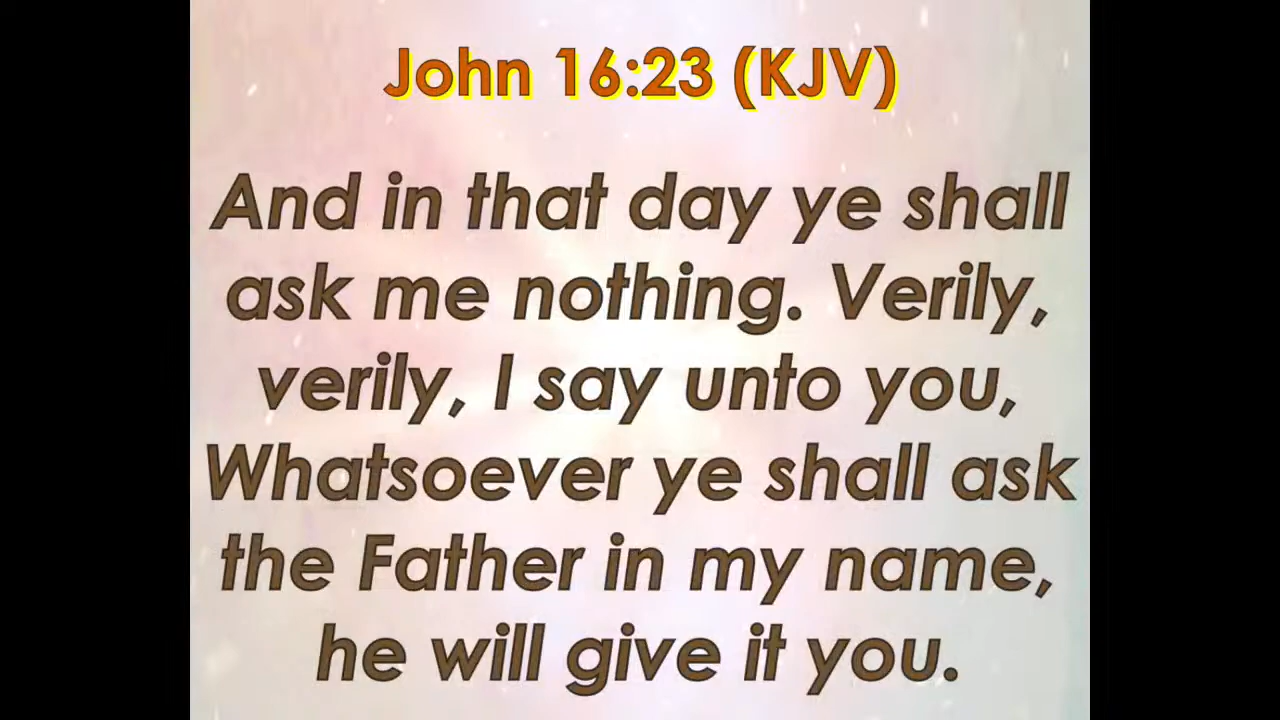 John 16:23 (KJV)
And in that day ye shall
ask me nothing. Verily,
verily, I say unto you,
Whatsoever ye shall ask
the Father in my name,
he will give it you.